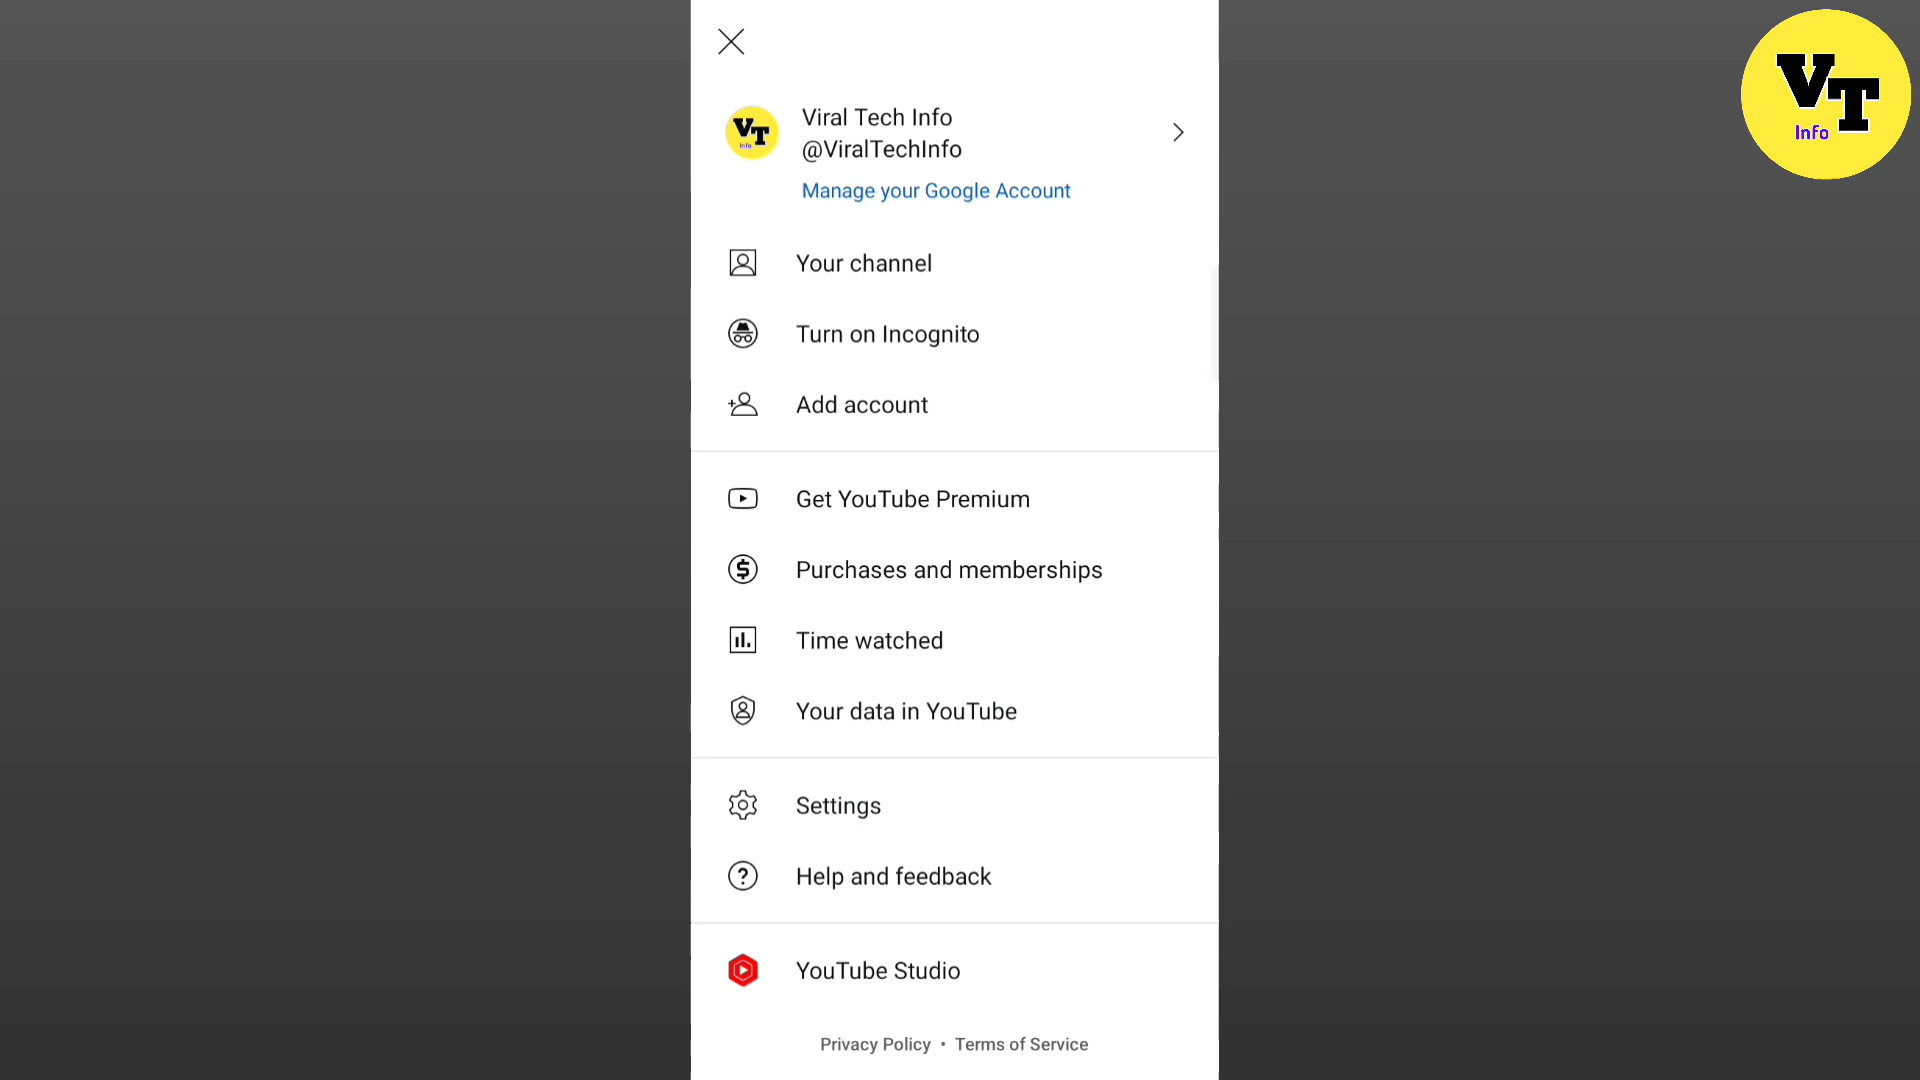 Viral Tech Info
@ViralTechInfo
Manage your Google Account
Your channel
Turn on Incognito
Add account
Get YouTube Premium
Purchases and memberships
Time watched
Your data in YouTube
Settings
Help and feedback
YouTube Studio
Privacy Policy • Terms of Service
VT
Info
VT
Info